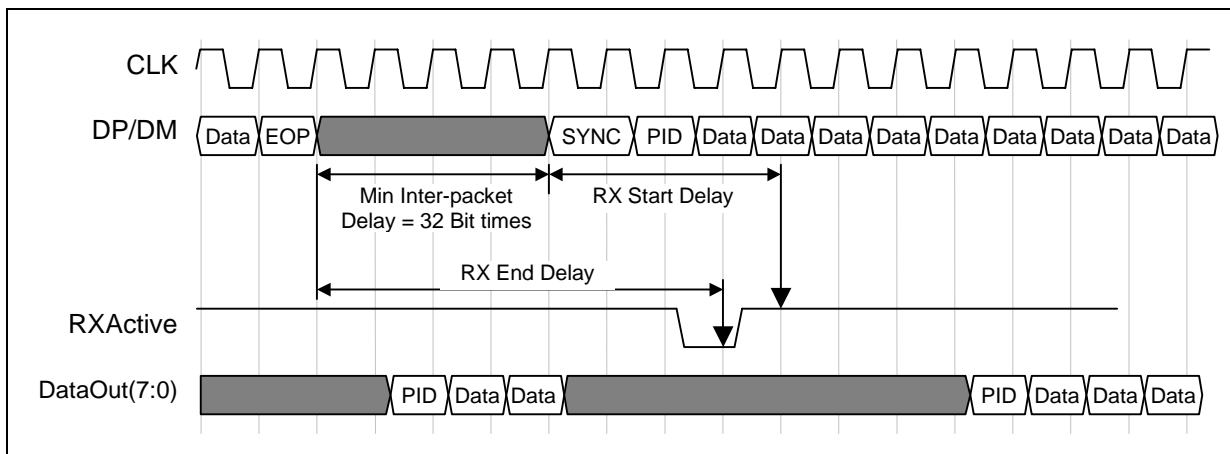 CLK
DP/DM
Data EOP SYNC PID Data Data Data Data Data Data Data Data Data
Min Inter-packet
Delay = 32 Bit times
RX Start Delay
RX End Delay
RXActive
DataOut(7:0)
PID Data Data PID Data Data Data